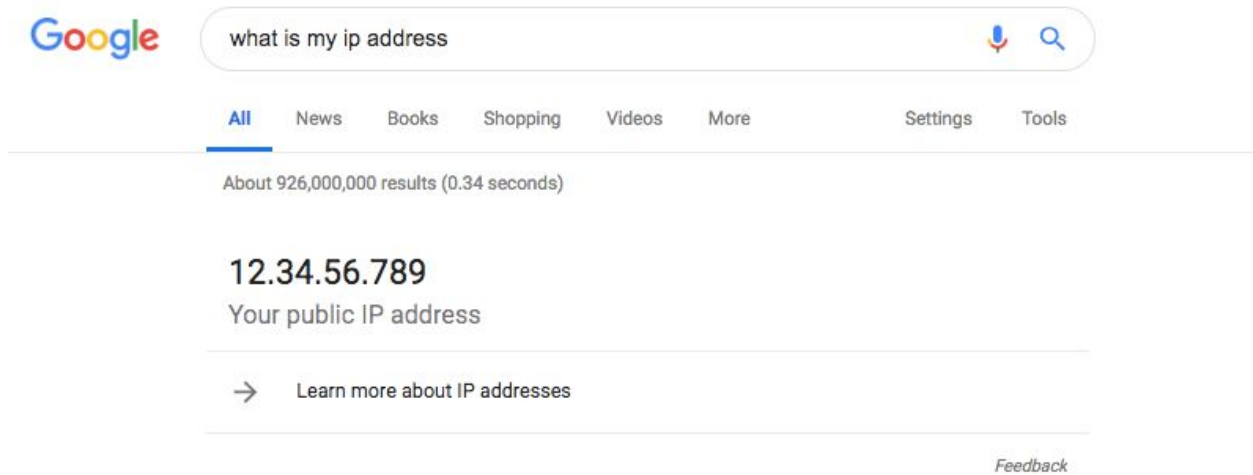 Google what is my ip address
All News Books Shopping Videos More Settings Tools
About 926,000,000 results (0.34 seconds)
12.34.56.789
Your public IP address
Learn more about IP addresses
Feedback